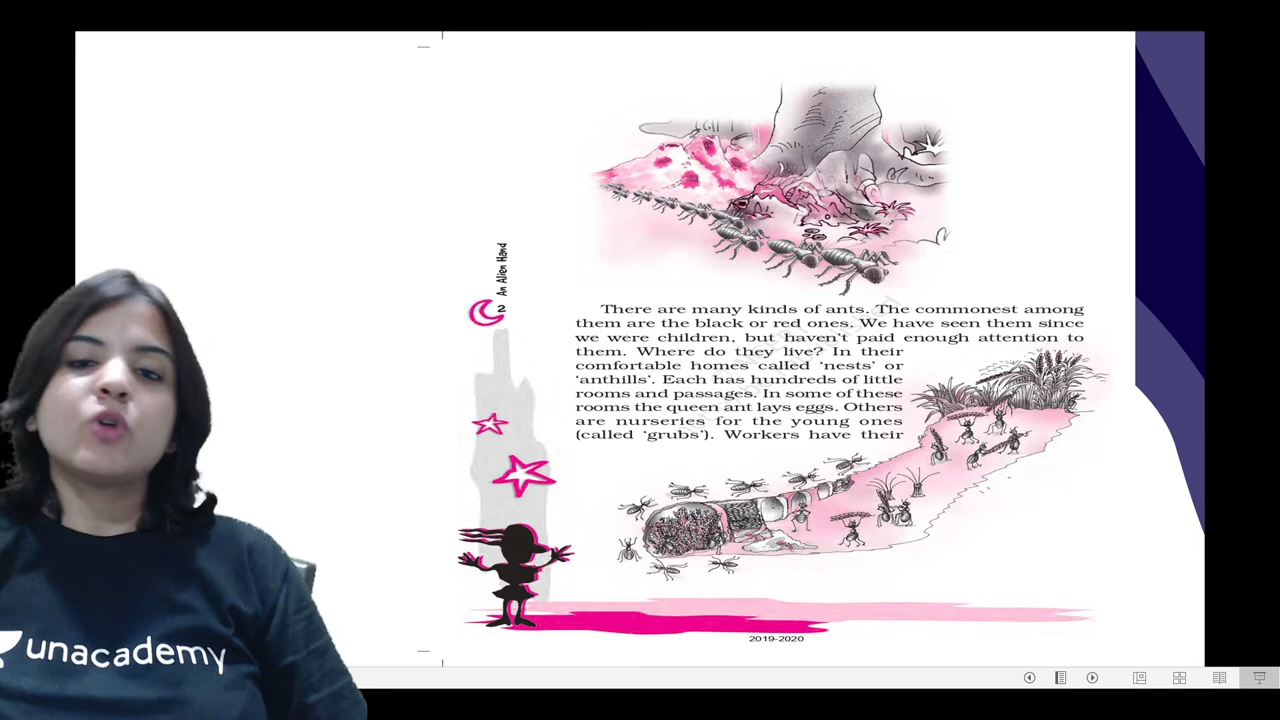 An Alien Hand
2
There are many kinds of ants. The commonest among
them are the black or red ones. We have seen them since
we were children, but haven't paid enough attention to
them. Where do they live? In their
comfortable homes called 'nests' or
'anthills'. Each has hundreds of little
rooms and passages. In some of these
rooms the queen ant lays eggs. Others
are nurseries for the young ones
(called 'grubs'). Workers have their
2019-2020
unacademy